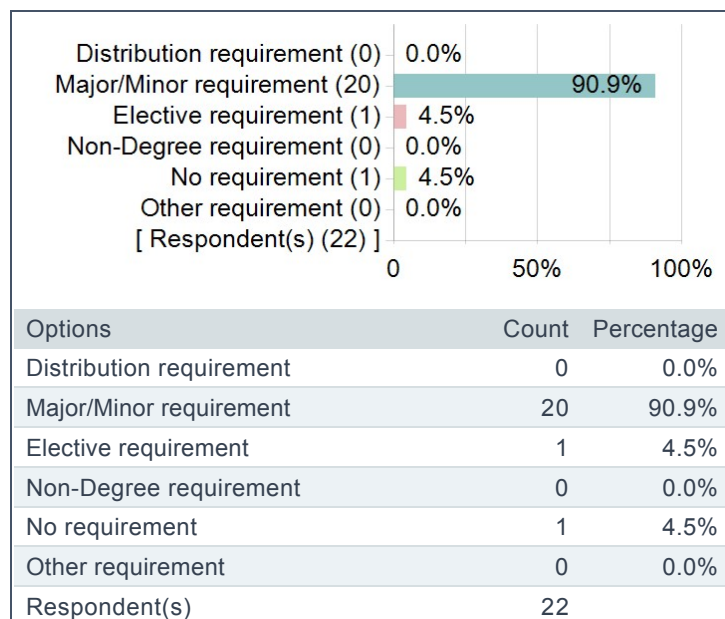 Distribution requirement (0) 0.0%
Major/Minor requirement (20) 90.9%
Elective requirement (1) 4.5%
Non-Degree requirement (0) 0.0%
No requirement (1) 4.5%
Other requirement (0) 0.0%
[ Respondent(s) (22) ]
0 50% 100%
Options Count Percentage
Distribution requirement 0 0.0%
Major/Minor requirement 20 90.9%
Elective requirement 1 4.5%
Non-Degree requirement 0 0.0%
No requirement 1 4.5%
Other requirement 0 0.0%
Respondent(s) 22